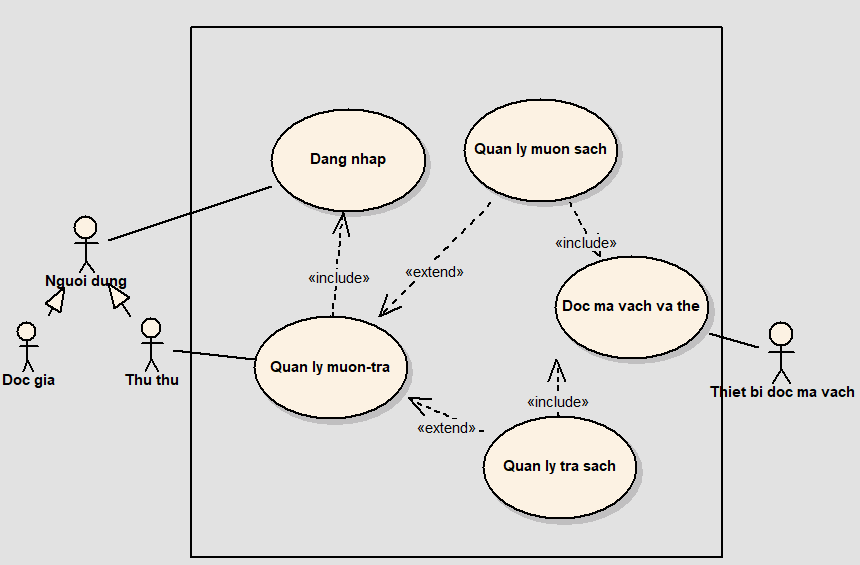 Dang nhap
Quan ly muon sach
«include»
Nguoi dung
«include»
«extend»
Doc ma vach va the
Doc gia
Thu thu
Quan ly muon-tra
Thiet bi doc ma vach
«include»
«extend»
Quan ly tra sach